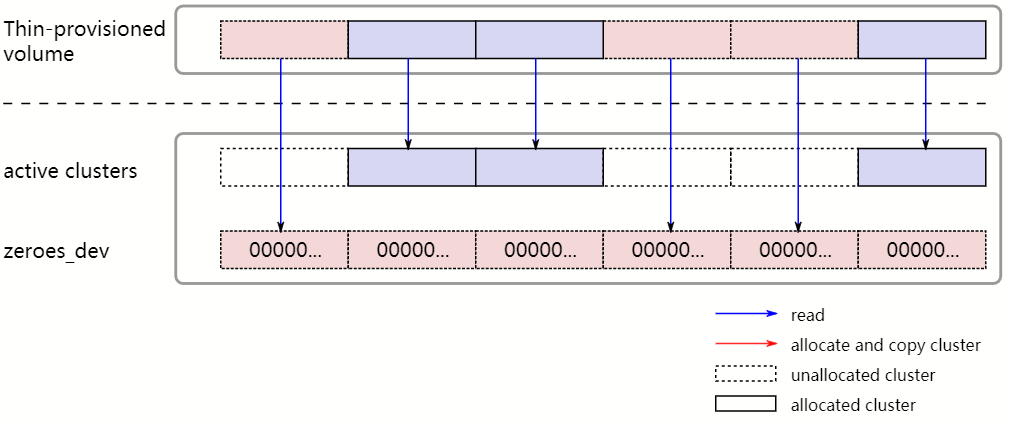 Thin-provisioned
volume
active clusters
zeroes_dev
00000... 00000... 00000... 00000... 00000... 00000...
read
allocate and copy cluster
unallocated cluster
allocated cluster